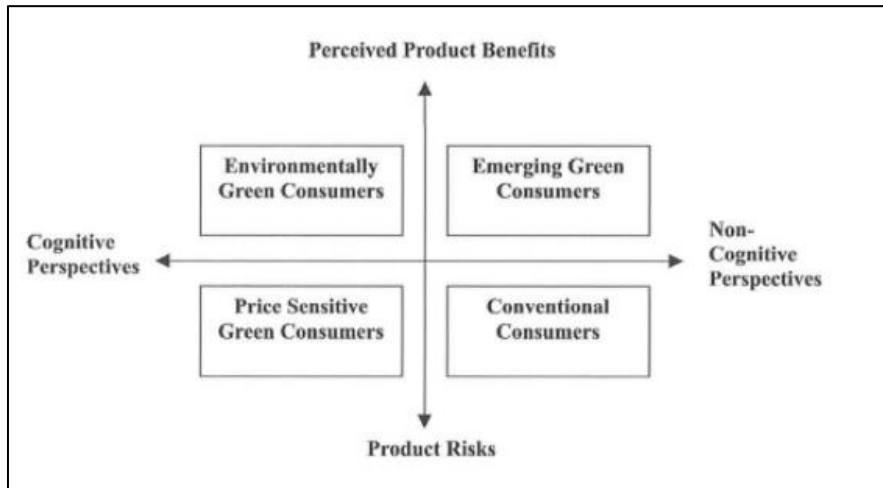 Perceived Product Benefits
Environmentally
Green Consumers
Emerging Green
Consumers
Cognitive
Perspectives
Non-
Cognitive
Perspectives
Price Sensitive
Green Consumers
Conventional
Consumers
Product Risks